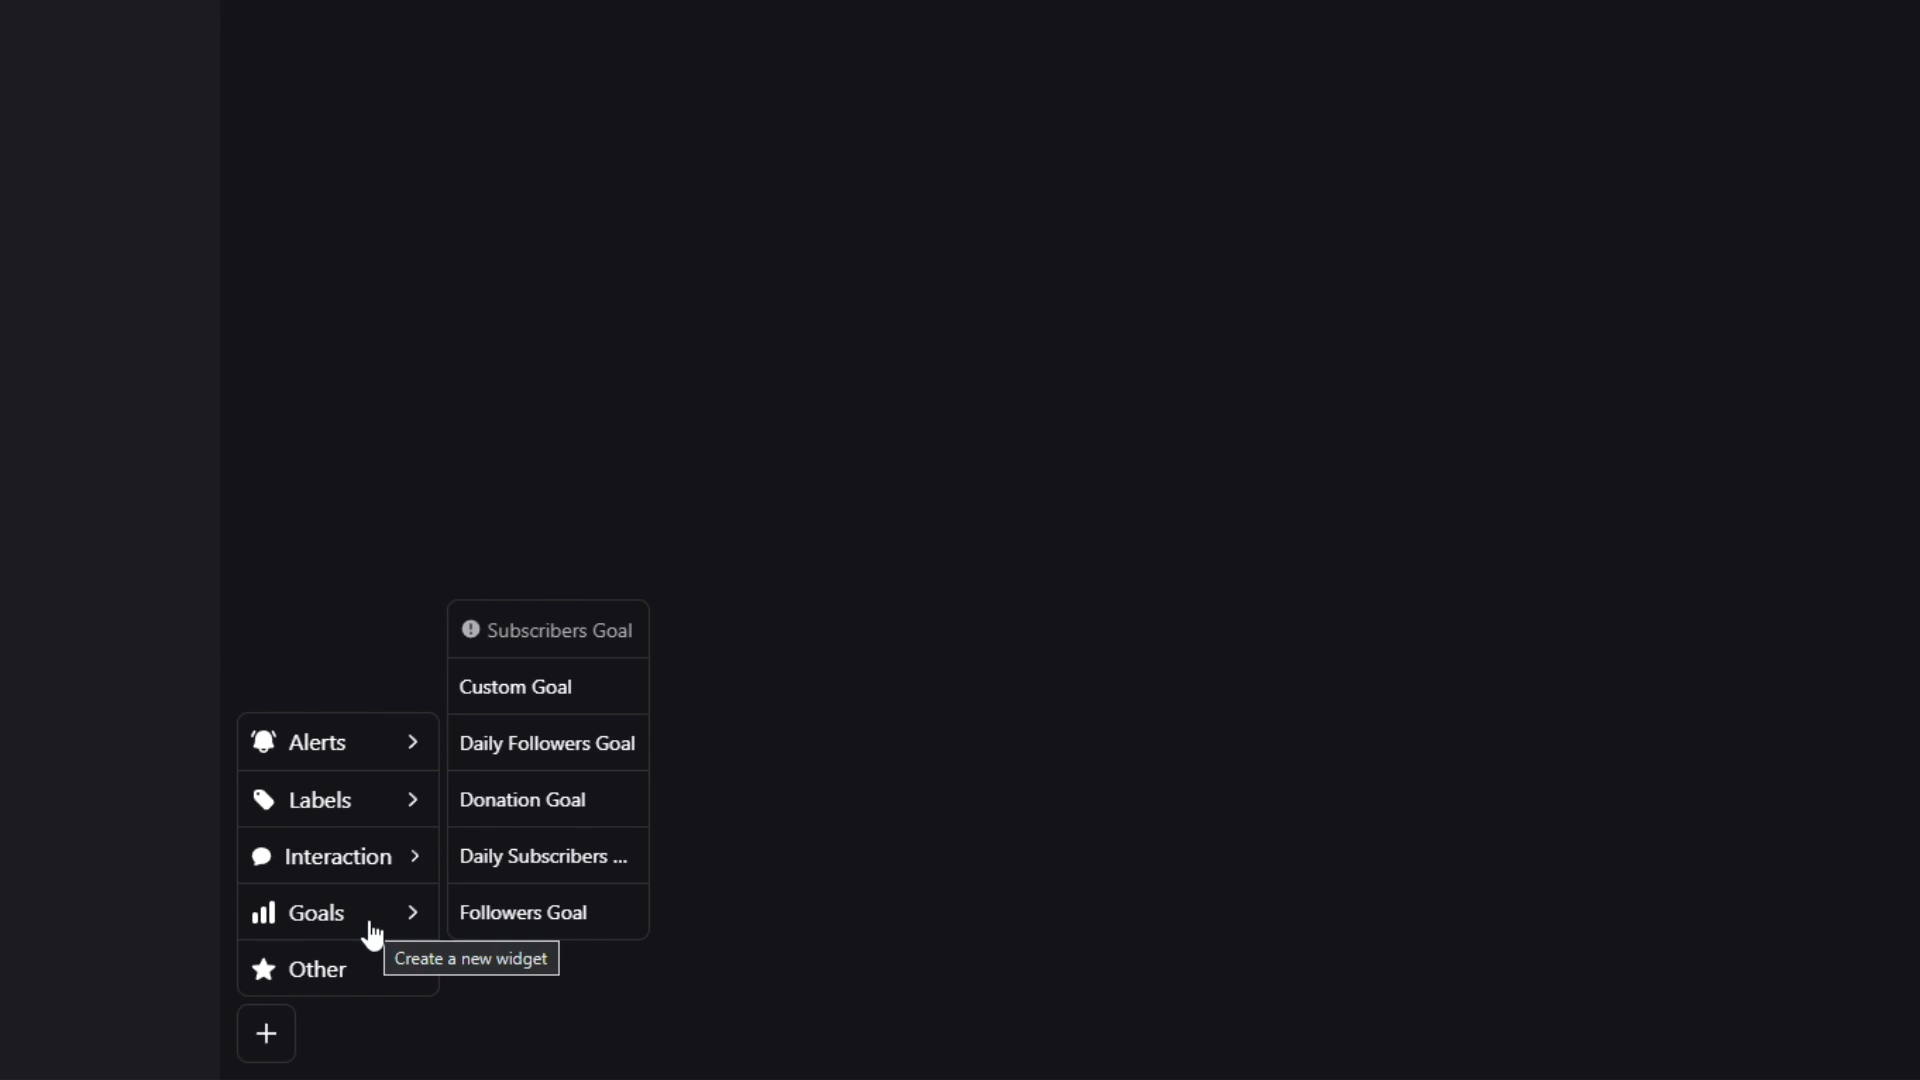 Subscribers Goal
Custom Goal
Daily Followers Goal
Donation Goal
Daily Subscribers ...
Followers Goal
Alerts
Labels
Interaction
Goals
Other
Create a new widget